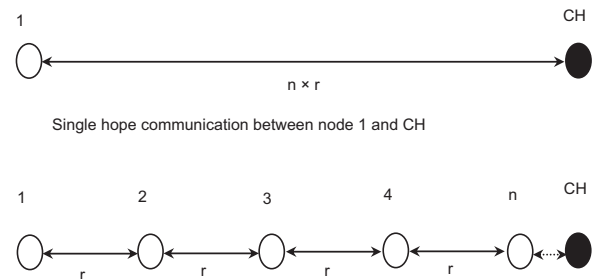 1 CH
n × r
Single hope communication between node 1 and CH
1 2 3 4 n CH
r r r r